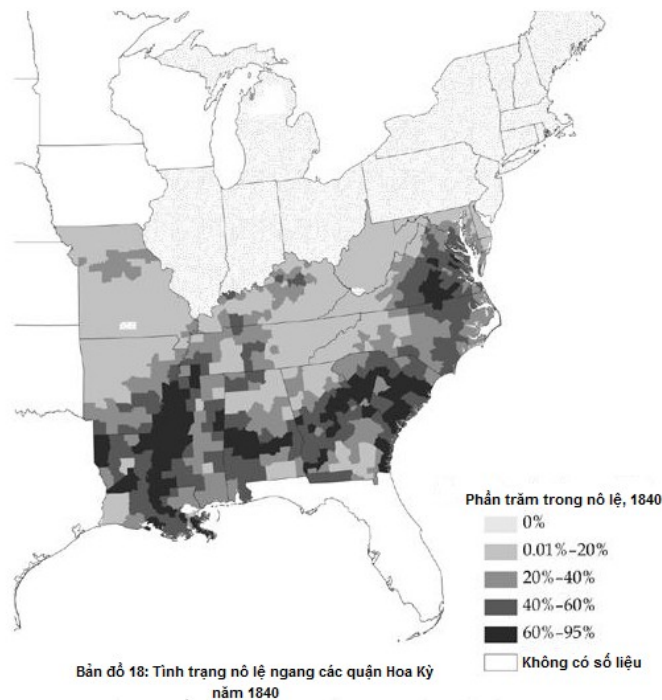 Phần trăm trong nô lệ, 1840
0%
0.01%–20%
20%–40%
40%–60%
60%–95%
Không có số liệu
Bản đồ 18: Tình trạng nô lệ ngang các quận Hoa Kỳ
năm 1840